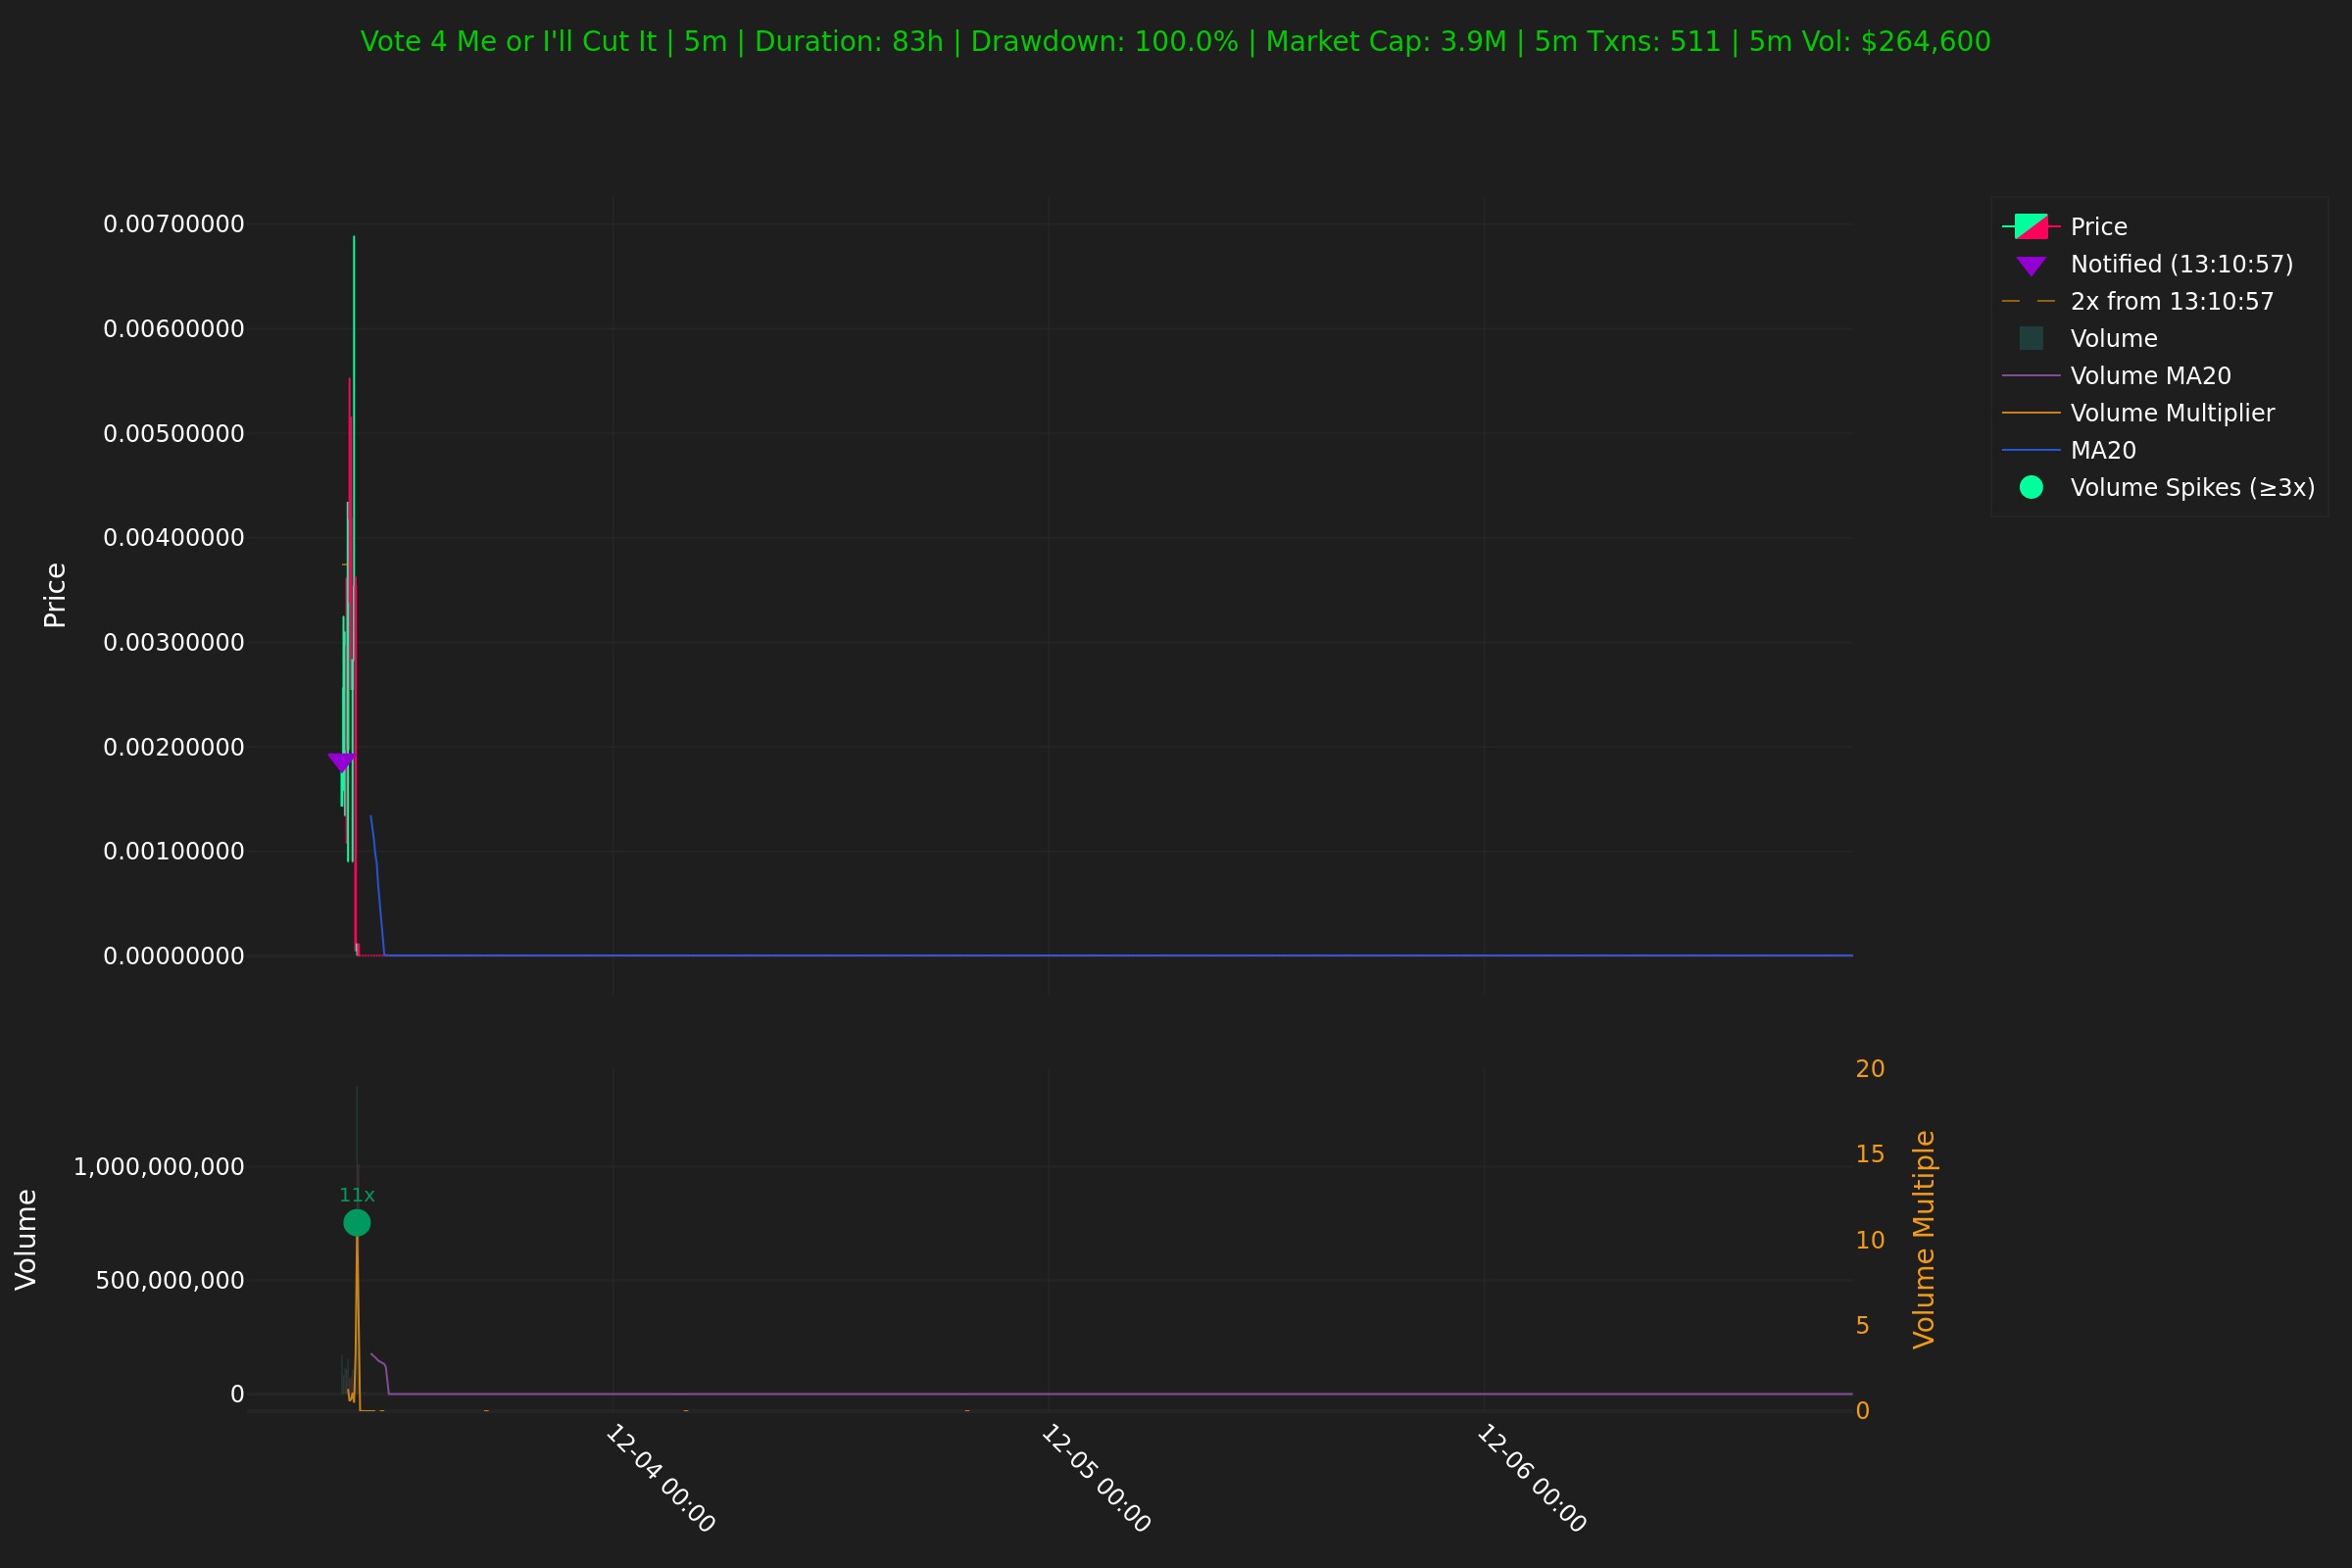 Vote 4 Me or I'll Cut It | 5m | Duration: 83h | Drawdown: 100.0% | Market Cap: 3.9M | 5m Txns: 511 | 5m Vol: $264,600
Price
0.00700000
0.00600000
0.00500000
0.00400000
0.00300000
0.00200000
0.00100000
0.00000000
Price
Notified (13:10:57)
2x from 13:10:57
Volume
Volume MA20
Volume Multiplier
MA20
Volume Spikes (≥3x)
Volume
1,000,000,000
500,000,000
0
11x
20
15
10
5
0
Volume Multiple
12-04 00:00
12-05 00:00
12-06 00:00